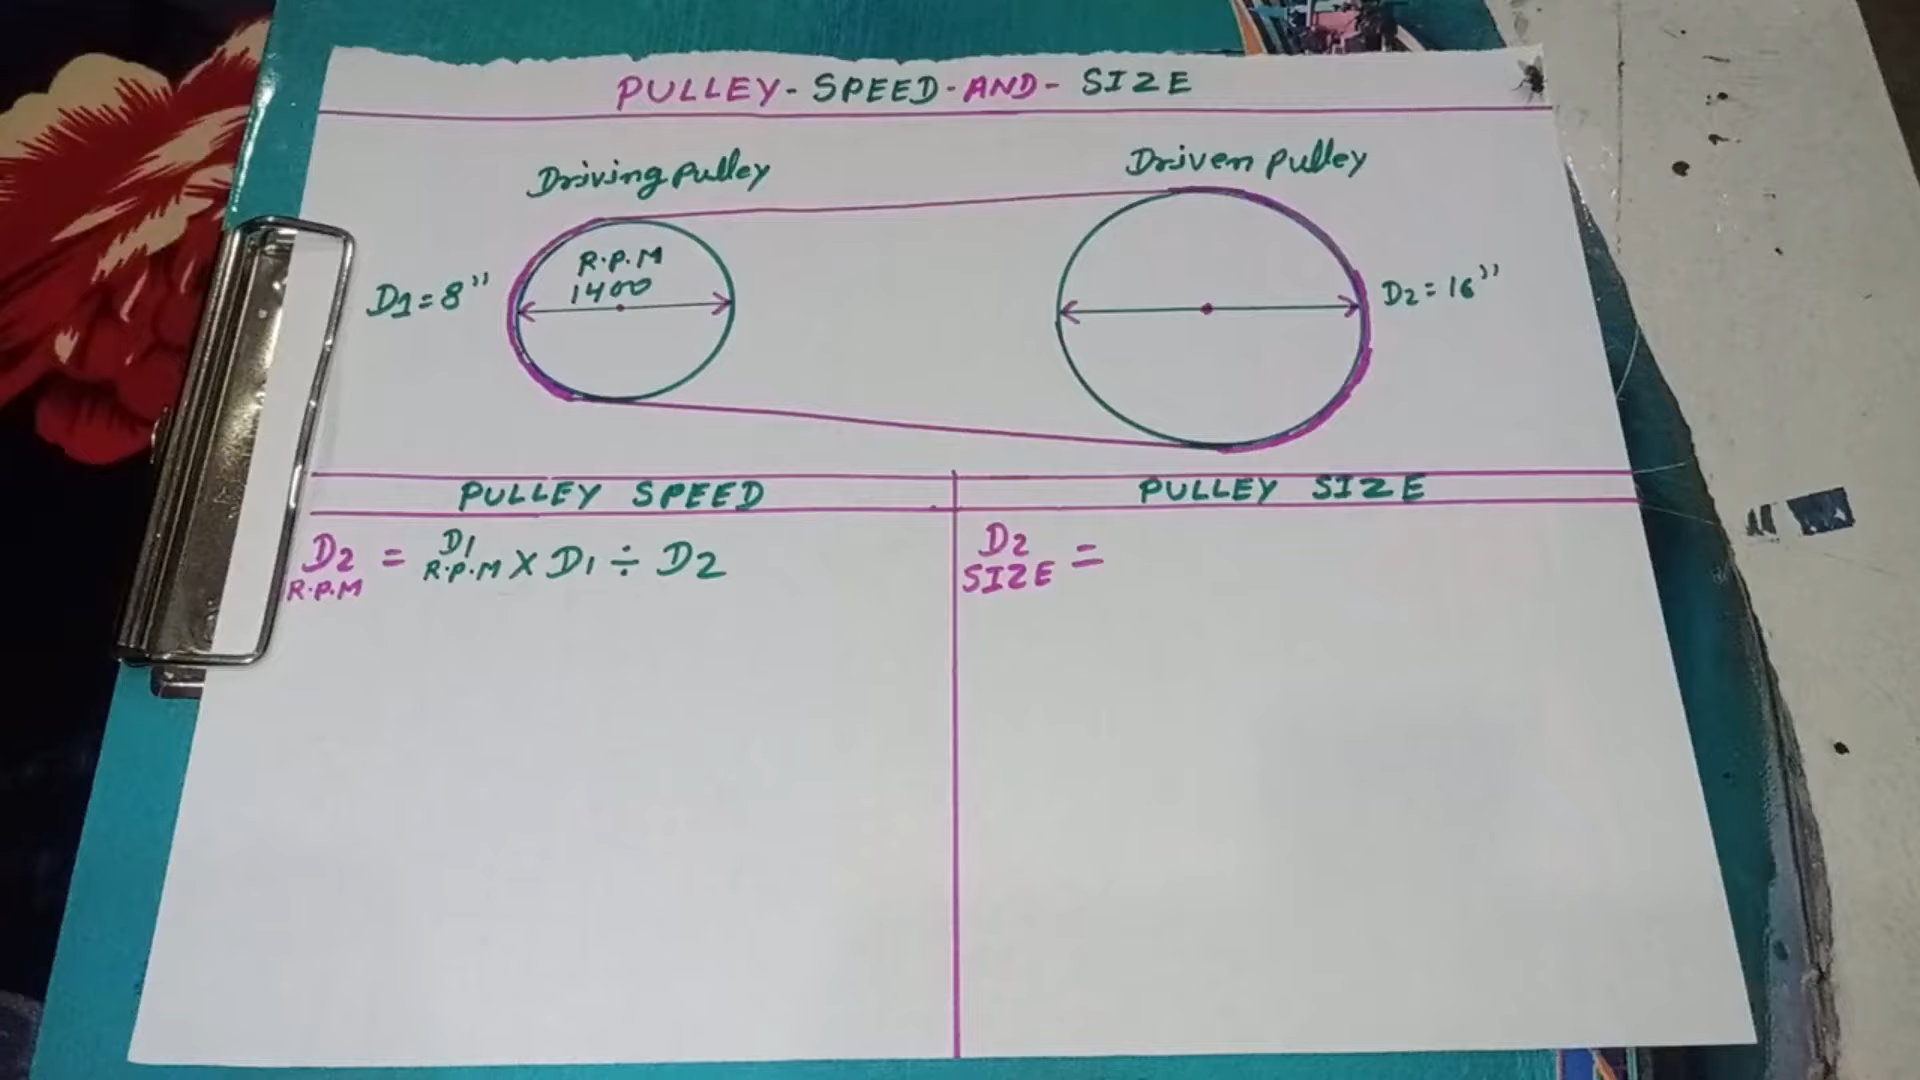 PULLEY-SPEED-AND-SIZE
Driving Pulley
Driven Pulley
R.P.M
1400
D1=8"
D2=16"
PULLEY SPEED
PULLEY SIZE
D2 R.P.M = D1 R.P.M X D1 ÷ D2
D2 SIZE =